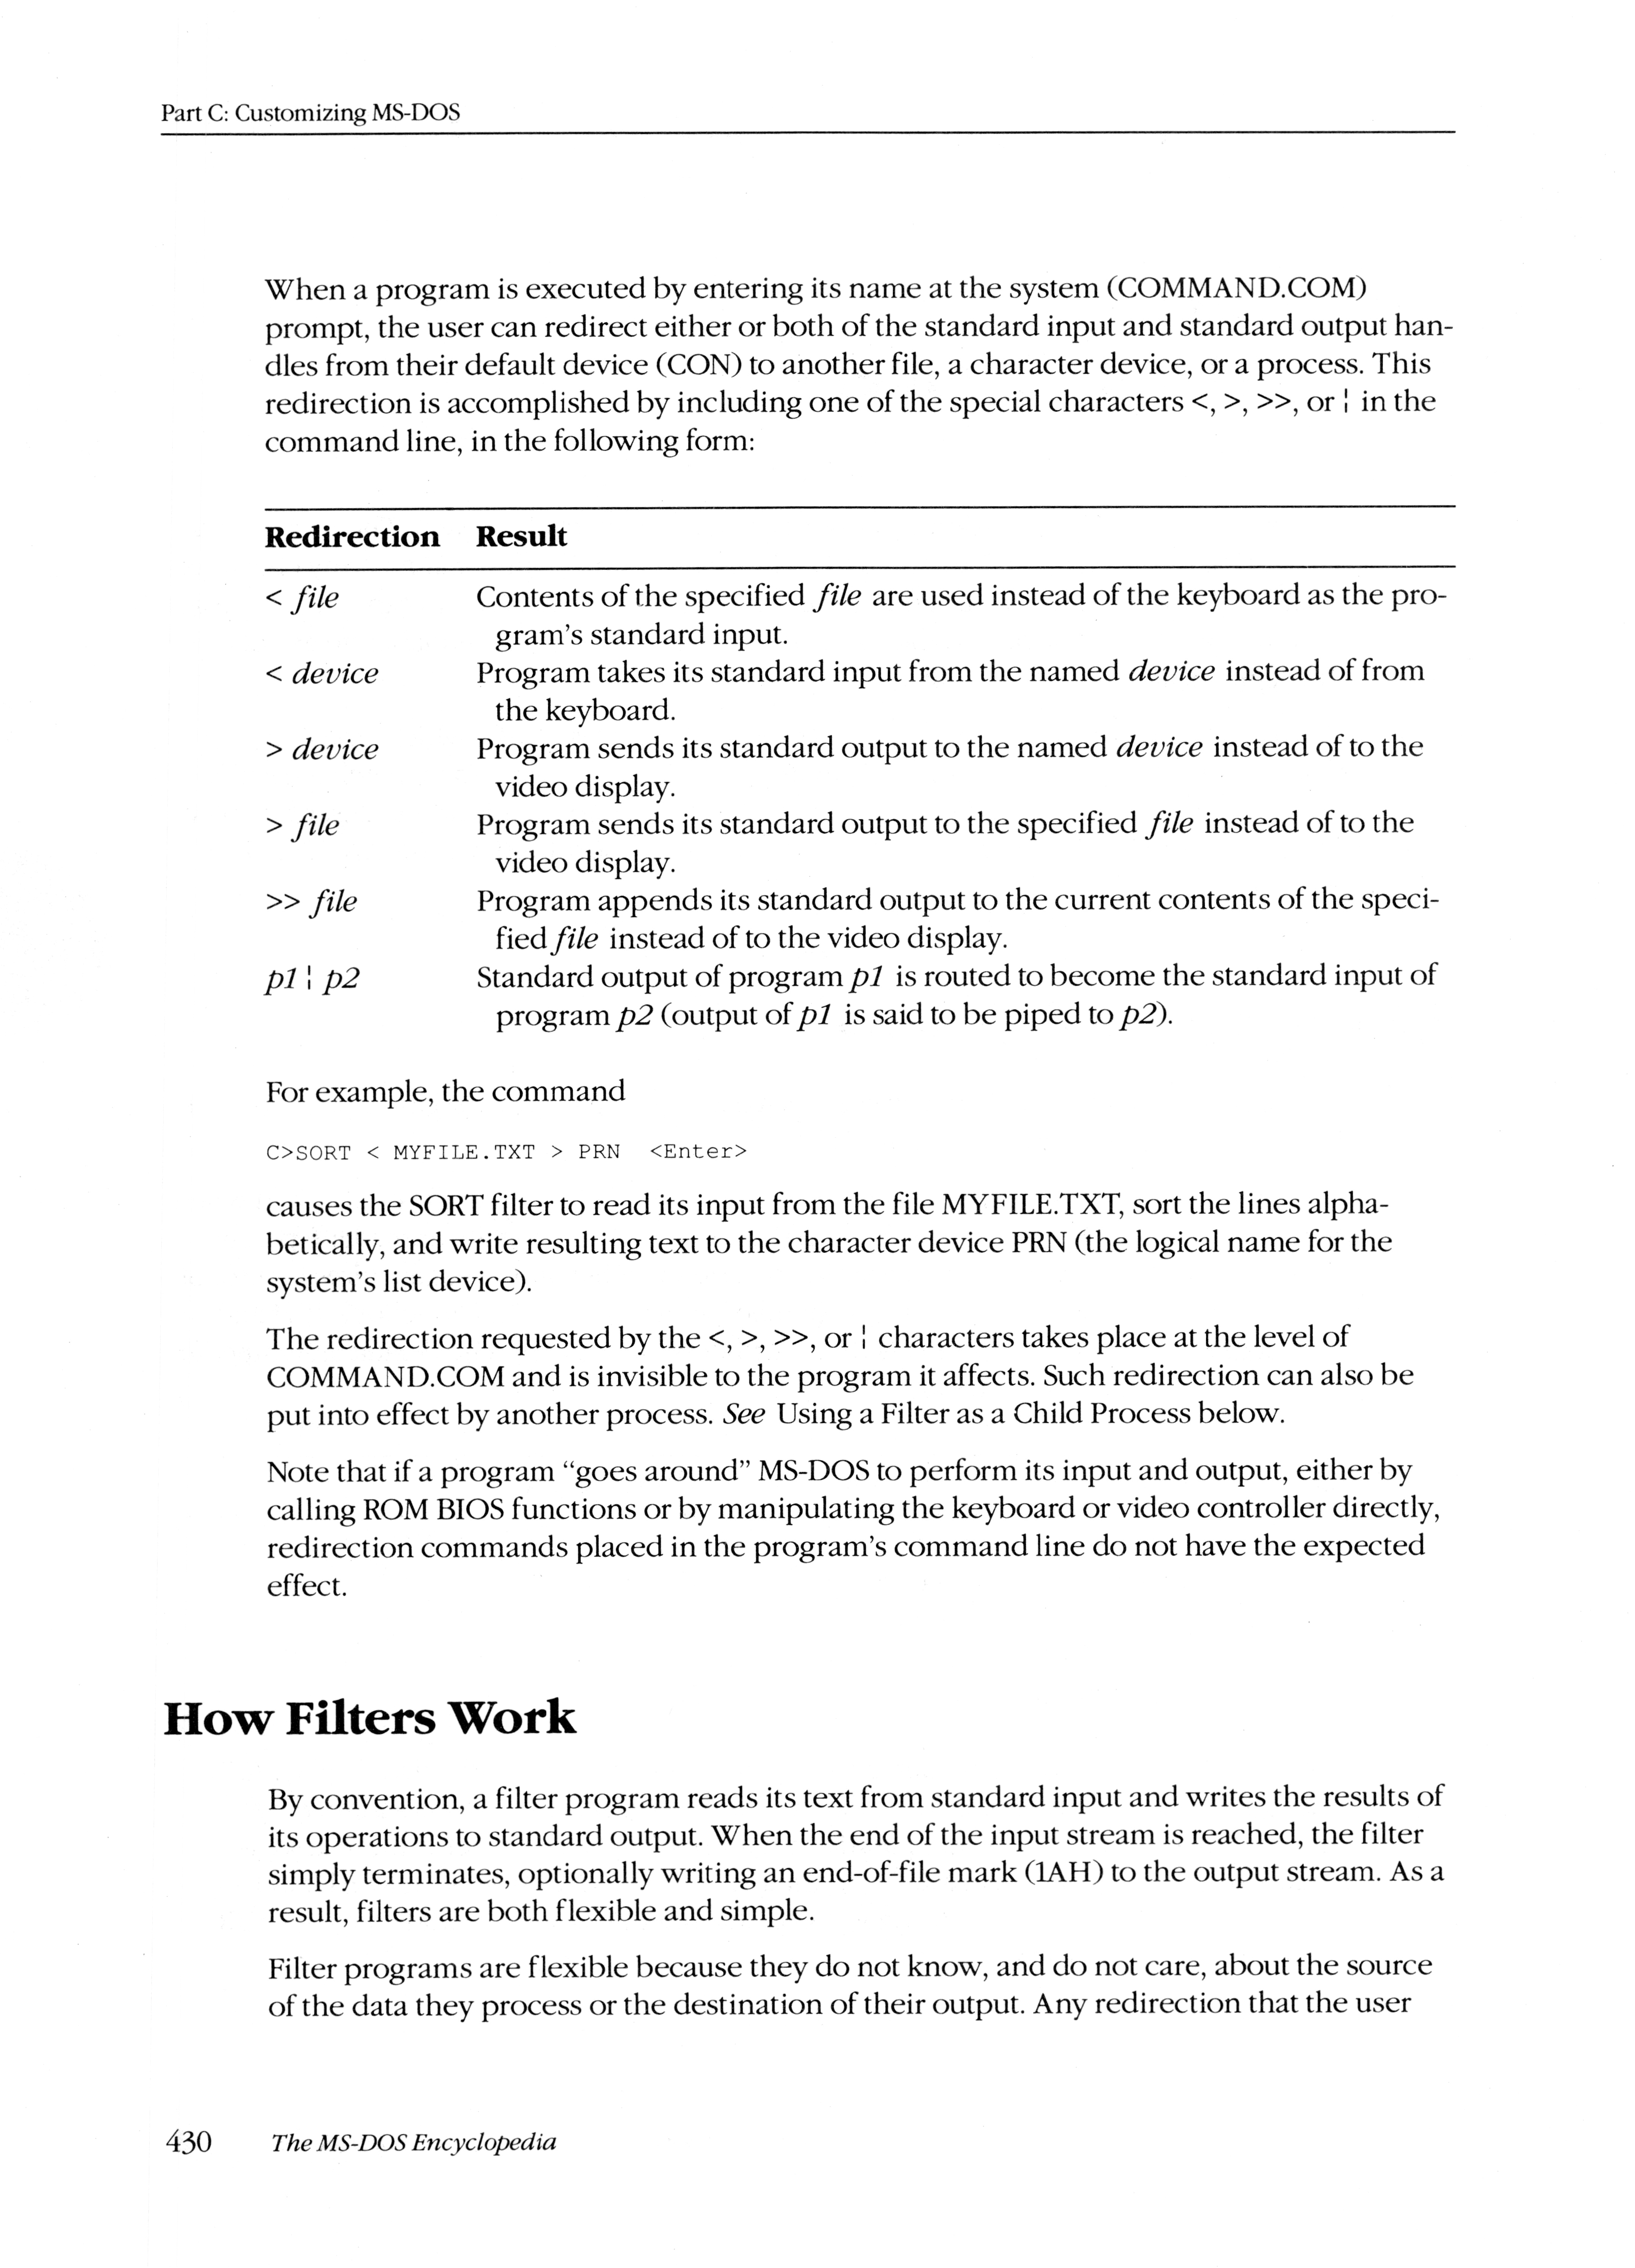 Part C: Customizing MS-DOS
When a program is executed by entering its name at the system (COMMAND.COM)
prompt, the user can redirect either or both of the standard input and standard output han-
dles from their default device (CON) to another file, a character device, or a process. This
redirection is accomplished by including one of the special characters <, >, >>, or ¦ in the
command line, in the following form:
Redirection Result
< file Contents of the specified file are used instead of the keyboard as the pro-
gram's standard input.
< device Program takes its standard input from the named device instead of from
the keyboard.
> device Program sends its standard output to the named device instead of to the
video display.
> file Program sends its standard output to the specified file instead of to the
video display.
>> file Program appends its standard output to the current contents of the speci-
fied file instead of to the video display.
p1 ¦ p2 Standard output of program p1 is routed to become the standard input of
program p2 (output of p1 is said to be piped to p2).
For example, the command
C>SORT < MYFILE.TXT > PRN <Enter>
causes the SORT filter to read its input from the file MYFILE.TXT, sort the lines alpha-
betically, and write resulting text to the character device PRN (the logical name for the
system's list device).
The redirection requested by the <, >, >>, or ¦ characters takes place at the level of
COMMAND.COM and is invisible to the program it affects. Such redirection can also be
put into effect by another process. See Using a Filter as a Child Process below.
Note that if a program “goes around” MS-DOS to perform its input and output, either by
calling ROM BIOS functions or by manipulating the keyboard or video controller directly,
redirection commands placed in the program's command line do not have the expected
effect.
How Filters Work
By convention, a filter program reads its text from standard input and writes the results of
its operations to standard output. When the end of the input stream is reached, the filter
simply terminates, optionally writing an end-of-file mark (1AH) to the output stream. As a
result, filters are both flexible and simple.
Filter programs are flexible because they do not know, and do not care, about the source
of the data they process or the destination of their output. Any redirection that the user
430 The MS-DOS Encyclopedia